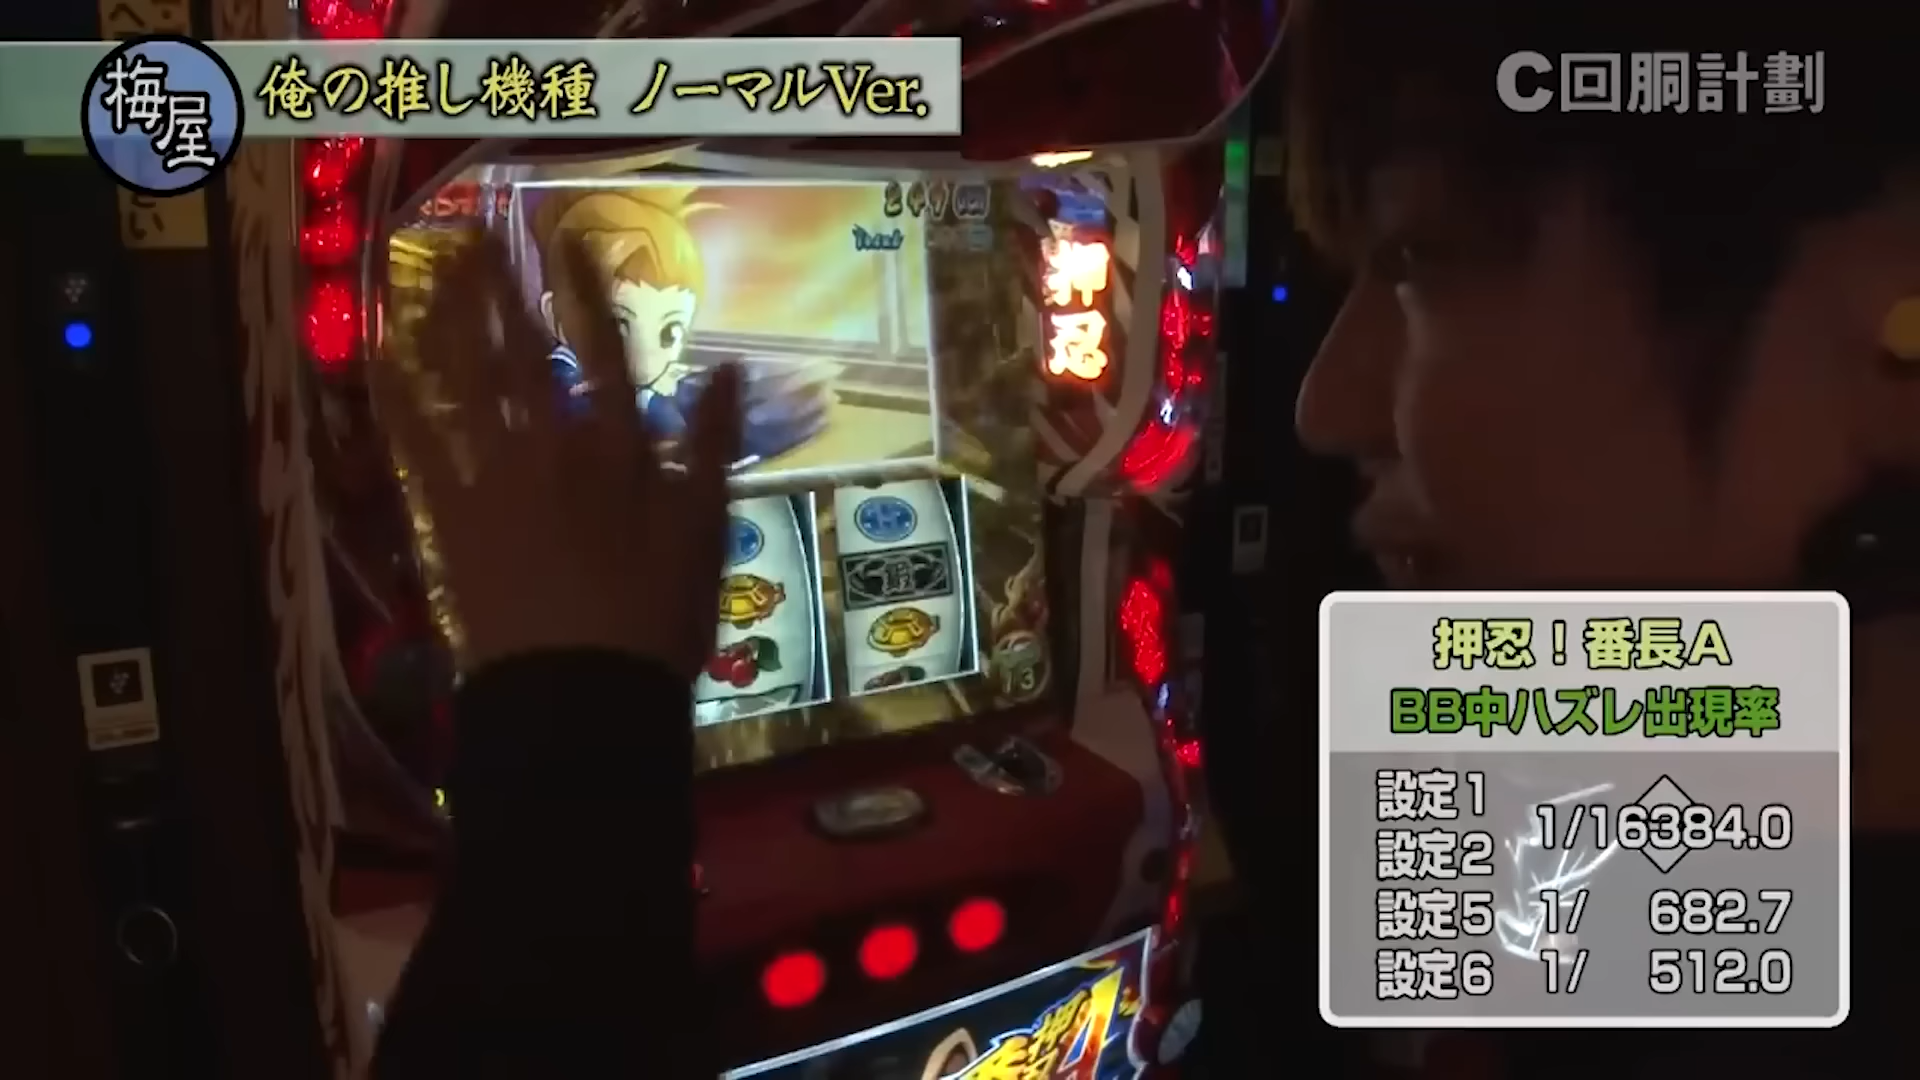 梅屋
俺の推し機種 ノーマルVer.
C回胴計劃
押忍
押忍！番長A
BB中ハズレ出現率
設定1
設定2
1/16384.0
設定5 1/ 682.7
設定6 1/ 512.0